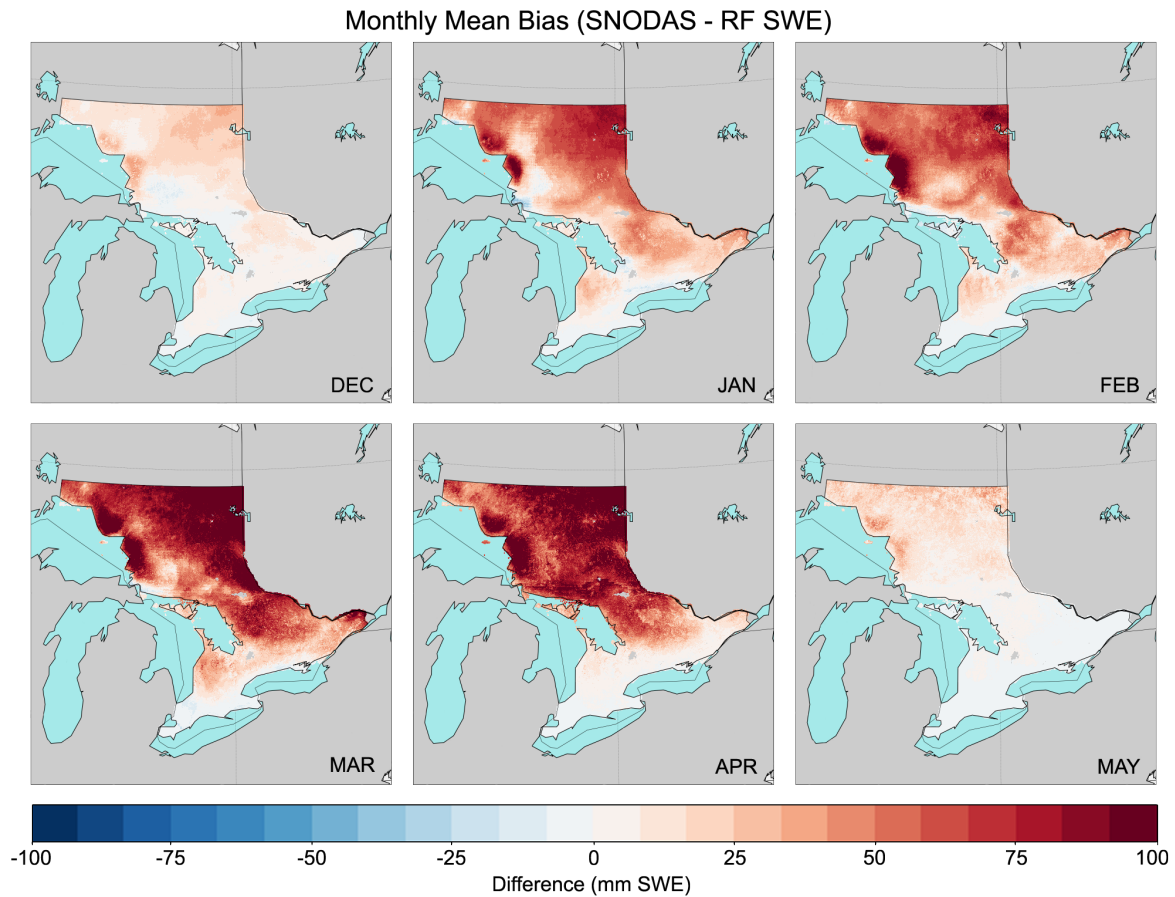 Monthly Mean Bias (SNODAS - RF SWE)
DEC
JAN
FEB
MAR
APR
MAY
-100 -75 -50 -25 0 25 50 75 100
Difference (mm SWE)